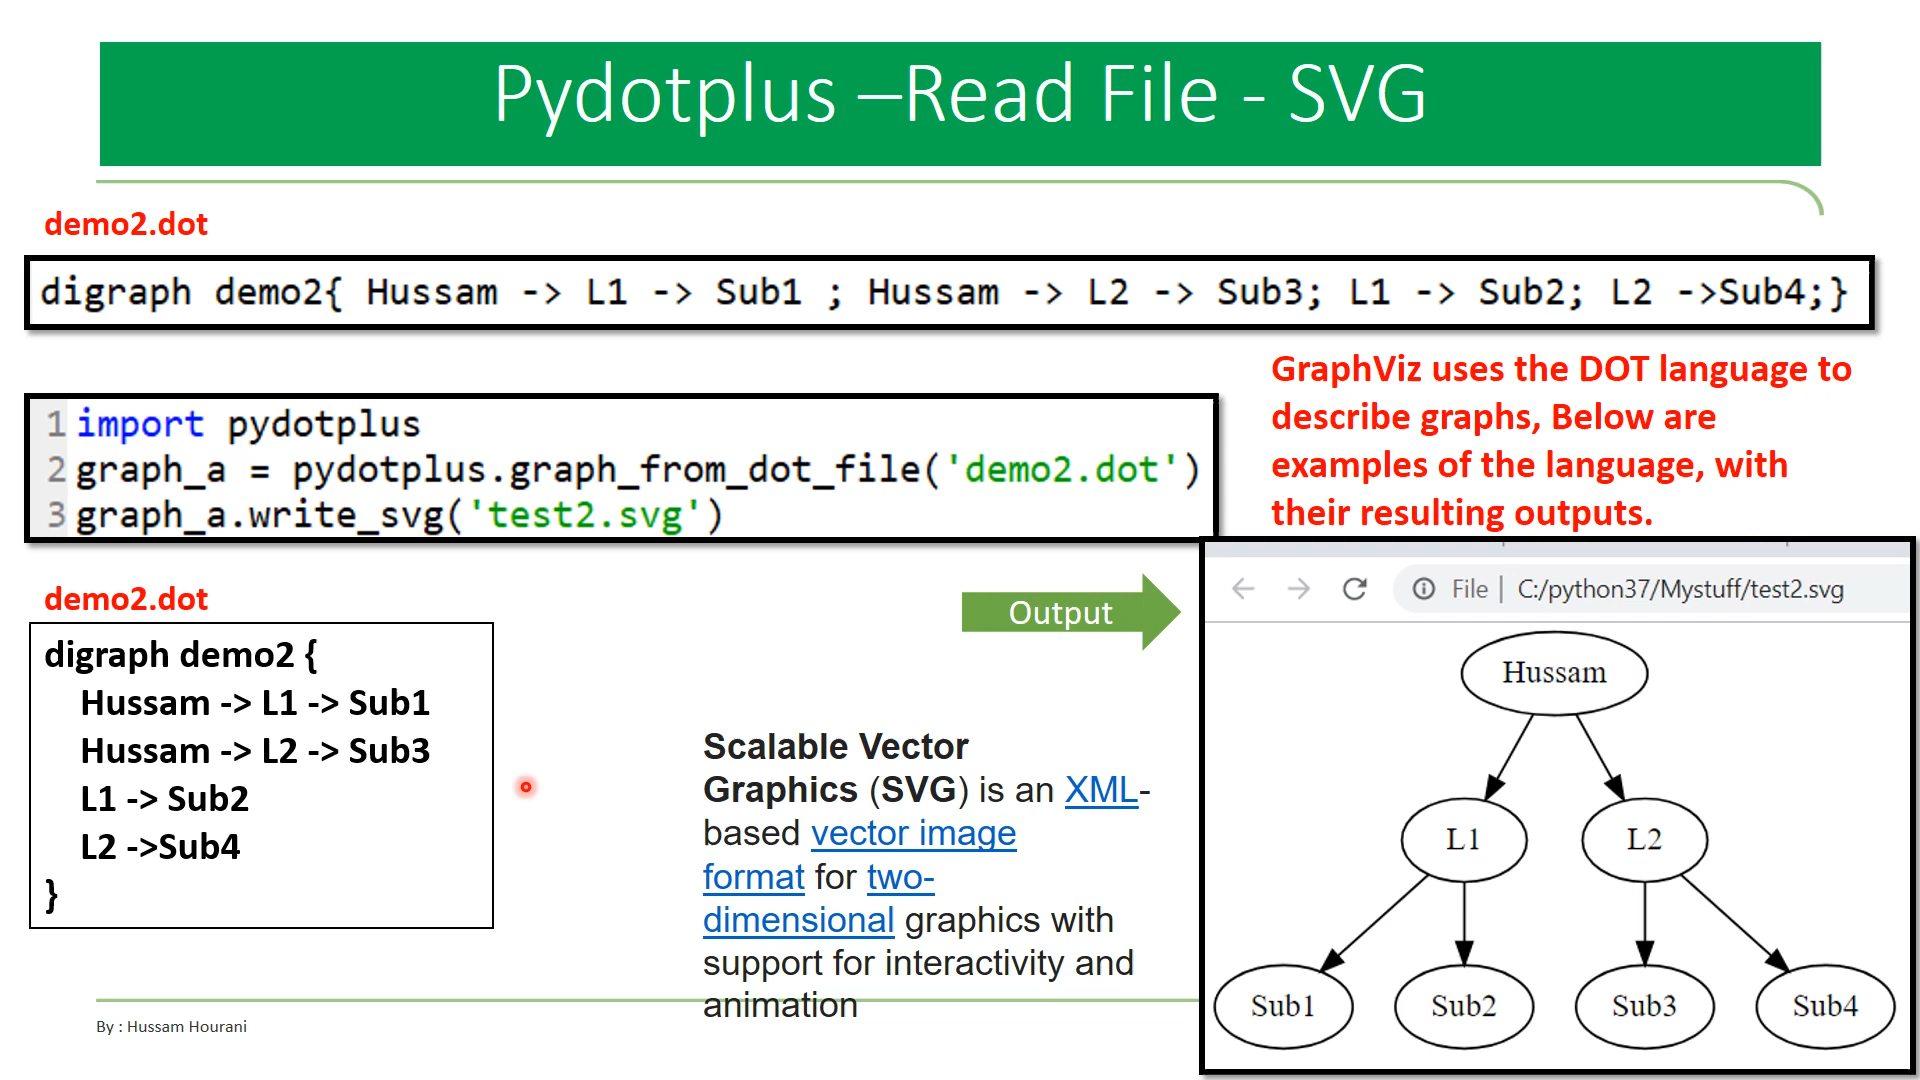 Pydotplus –Read File - SVG
demo2.dot
digraph demo2{ Hussam -> L1 -> Sub1 ; Hussam -> L2 -> Sub3; L1 -> Sub2; L2 ->Sub4;}
1 import pydotplus
2 graph_a = pydotplus.graph_from_dot_file('demo2.dot')
3 graph_a.write_svg('test2.svg')
GraphViz uses the DOT language to
describe graphs, Below are
examples of the language, with
their resulting outputs.
demo2.dot
digraph demo2 {
Hussam -> L1 -> Sub1
Hussam -> L2 -> Sub3
L1 -> Sub2
L2 ->Sub4
}
Output
Scalable Vector
Graphics (SVG) is an XML-
based vector image
format for two-
dimensional graphics with
support for interactivity and
animation
File | C:/python37/Mystuff/test2.svg
Hussam
L1 L2
Sub1 Sub2 Sub3 Sub4
By : Hussam Hourani